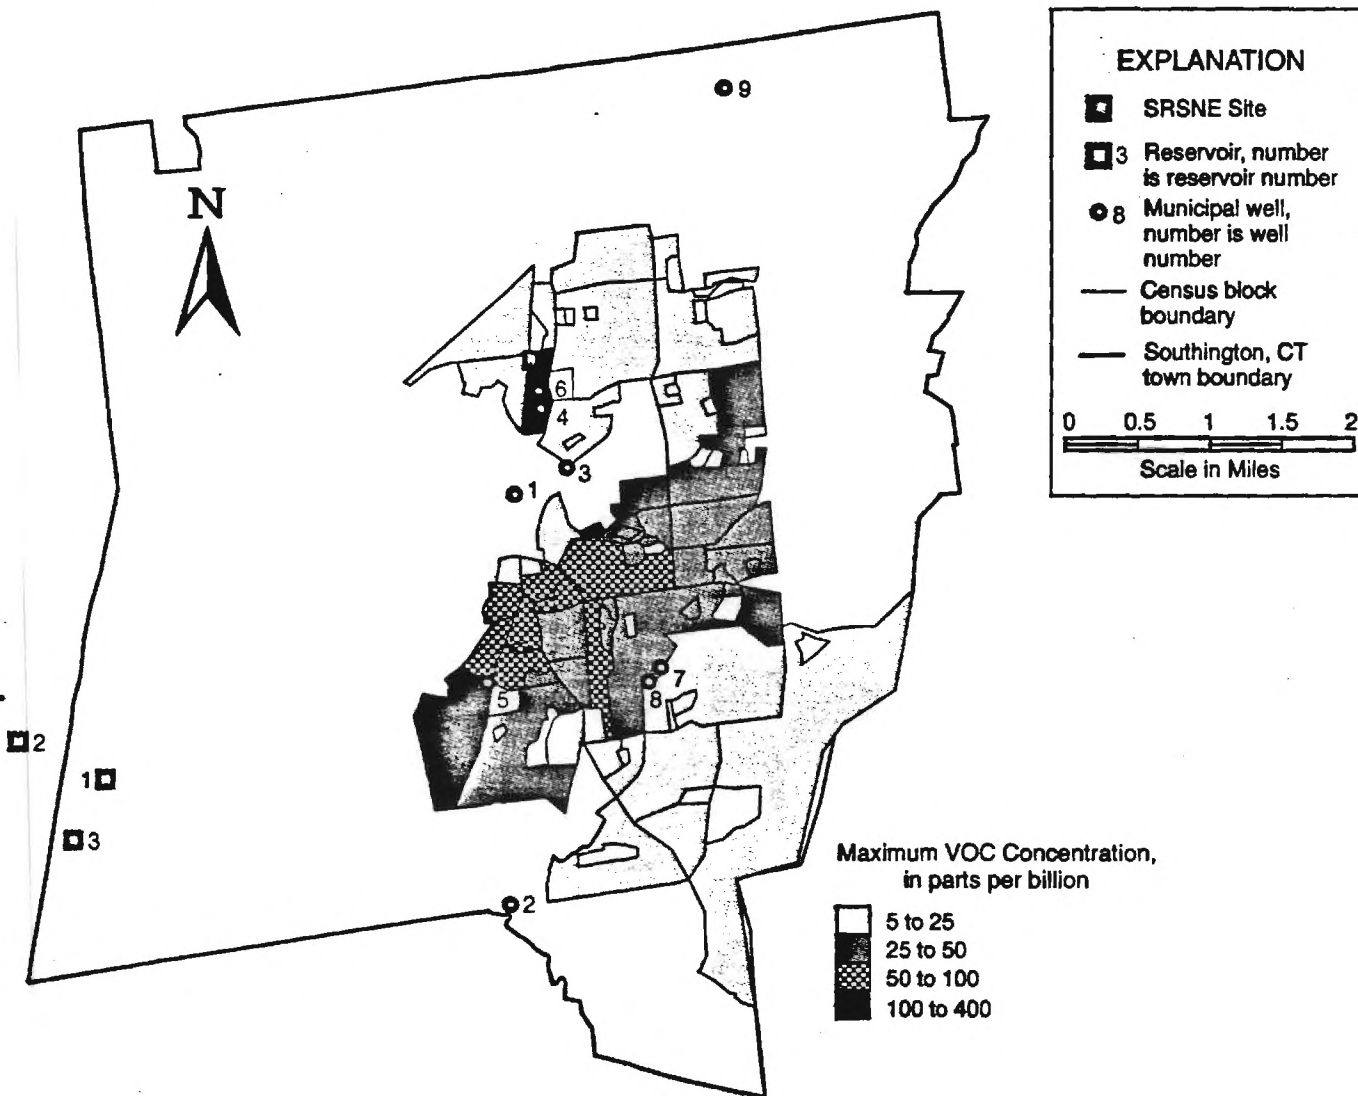 9
EXPLANATION
SRSNE Site
3 Reservoir, number
is reservoir number
8 Municipal well,
number is well
number
Census block
boundary
Southington, CT
town boundary
0 0.5 1 1.5 2
Scale in Miles
N
6
4
3
1
7
8
5
2
1
3
2
Maximum VOC Concentration,
in parts per billion
5 to 25
25 to 50
50 to 100
100 to 400